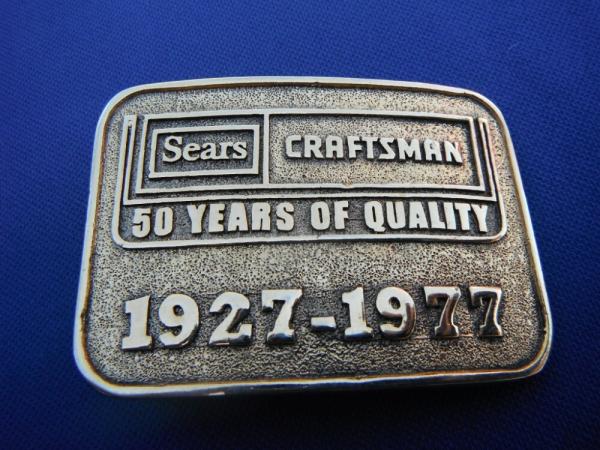 Sears CRAFTSMAN
50 YEARS OF QUALITY
1927-1977